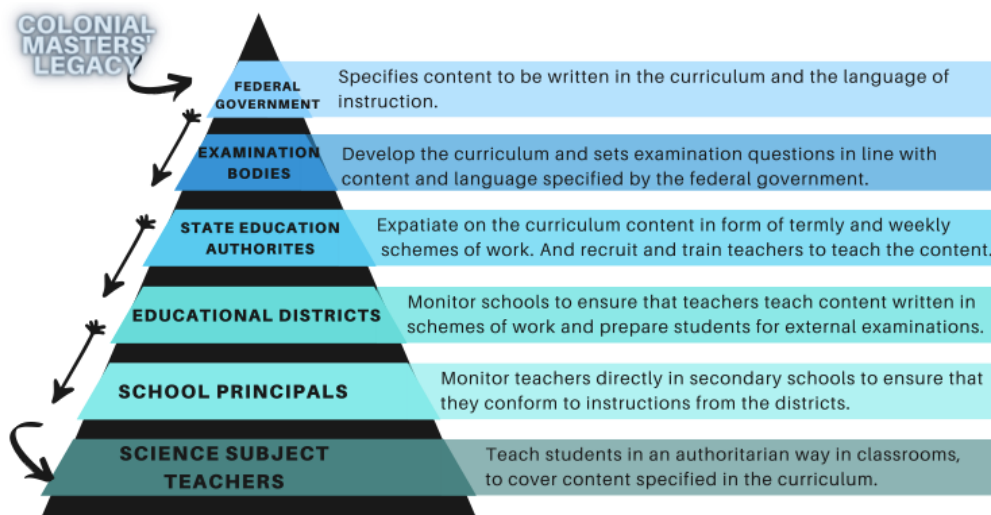 COLONIAL
MASTERS'
LEGACY
FEDERAL
GOVERNMENT
Specifies content to be written in the curriculum and the language of
instruction.
EXAMINATION
BODIES
Develop the curriculum and sets examination questions in line with
content and language specified by the federal government.
STATE EDUCATION
AUTHORITES
Expatiate on the curriculum content in form of termly and weekly
schemes of work. And recruit and train teachers to teach the content.
EDUCATIONAL DISTRICTS
Monitor schools to ensure that teachers teach content written in
schemes of work and prepare students for external examinations.
SCHOOL PRINCIPALS
Monitor teachers directly in secondary schools to ensure that
they conform to instructions from the districts.
SCIENCE SUBJECT
TEACHERS
Teach students in an authoritarian way in classrooms,
to cover content specified in the curriculum.